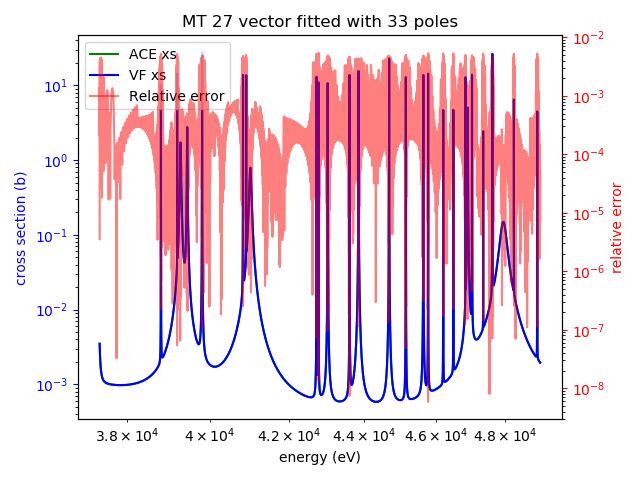 MT 27 vector fitted with 33 poles
ACE xs
VF xs
Relative error
10¹
10⁰
10⁻¹
10⁻²
10⁻³
cross section (b)
10⁻²
10⁻³
10⁻⁴
10⁻⁵
10⁻⁶
10⁻⁷
10⁻⁸
relative error
3.8 × 10⁴ 4 × 10⁴ 4.2 × 10⁴ 4.4 × 10⁴ 4.6 × 10⁴ 4.8 × 10⁴
energy (eV)